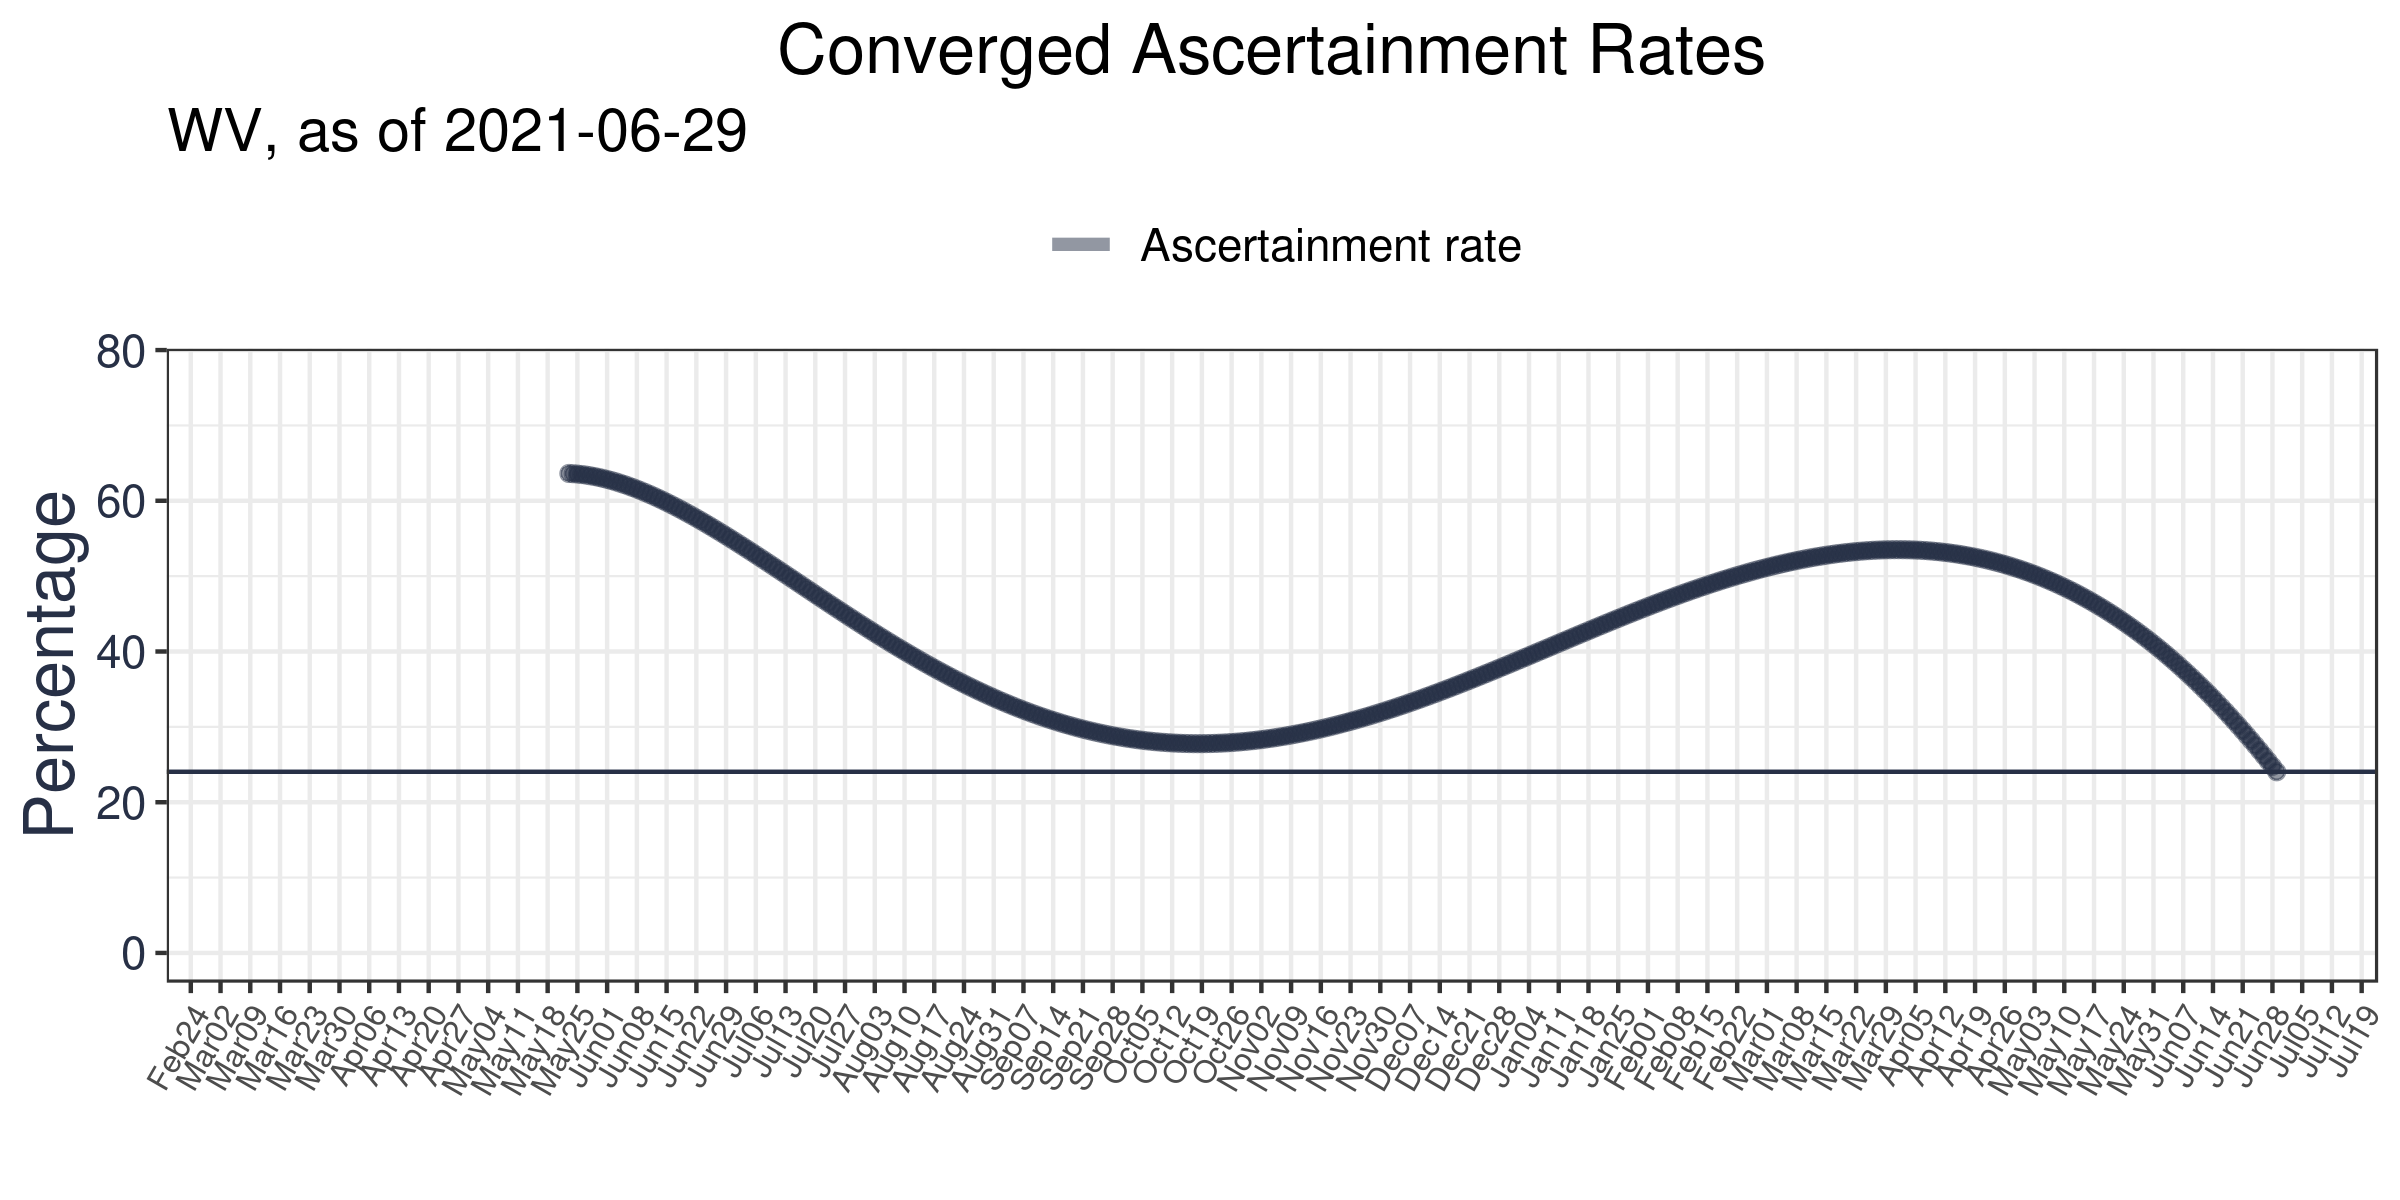 Converged Ascertainment Rates
WV, as of 2021-06-29
Ascertainment rate
Percentage
80
60
40
20
0
Feb24
Mar02
Mar09
Mar16
Mar23
Mar30
Apr06
Apr13
Apr20
Apr27
May04
May11
May18
May25
Jun01
Jun08
Jun15
Jun22
Jun29
Jul06
Jul13
Jul20
Jul27
Aug03
Aug10
Aug17
Aug24
Aug31
Sep07
Sep14
Sep21
Sep28
Oct05
Oct12
Oct19
Oct26
Nov02
Nov09
Nov16
Nov23
Nov30
Dec07
Dec14
Dec21
Dec28
Jan04
Jan11
Jan18
Jan25
Feb01
Feb08
Feb15
Feb22
Mar01
Mar08
Mar15
Mar22
Mar29
Apr05
Apr12
Apr19
Apr26
May03
May10
May17
May24
May31
Jun07
Jun14
Jun21
Jun28
Jul05
Jul12
Jul19